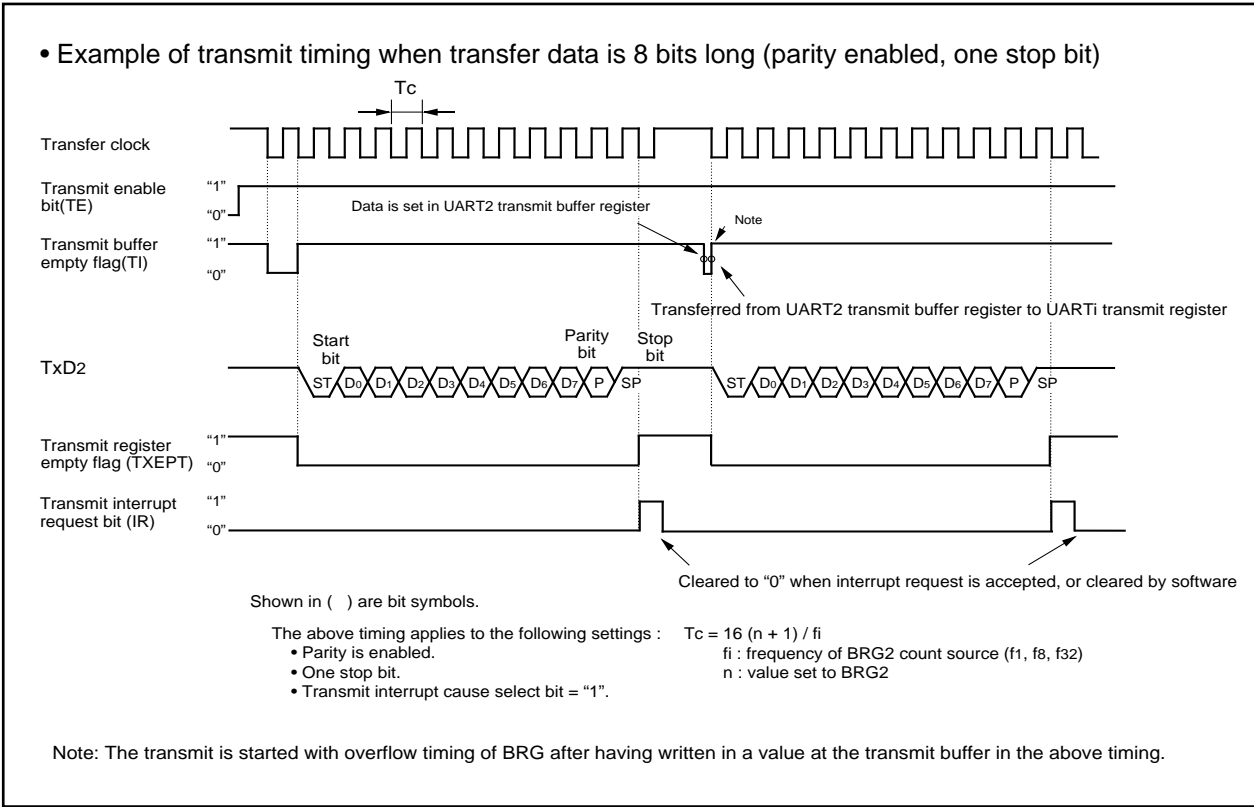 • Example of transmit timing when transfer data is 8 bits long (parity enabled, one stop bit)
Tc
Transfer clock
Transmit enable
bit(TE)
“1”
“0”
Data is set in UART2 transmit buffer register
Note
Transmit buffer
empty flag(TI)
“1”
“0”
Transferred from UART2 transmit buffer register to UARTi transmit register
Start
bit
Parity
bit
Stop
bit
TxD2
ST D0 D1 D2 D3 D4 D5 D6 D7 P SP
ST D0 D1 D2 D3 D4 D5 D6 D7 P SP
Transmit register
empty flag (TXEPT)
“1”
“0”
Transmit interrupt
request bit (IR)
“1”
“0”
Cleared to “0” when interrupt request is accepted, or cleared by software
Shown in ( ) are bit symbols.
The above timing applies to the following settings :
• Parity is enabled.
• One stop bit.
• Transmit interrupt cause select bit = “1”.
Tc = 16 (n + 1) / fi
fi : frequency of BRG2 count source (f1, f8, f32)
n : value set to BRG2
Note: The transmit is started with overflow timing of BRG after having written in a value at the transmit buffer in the above timing.